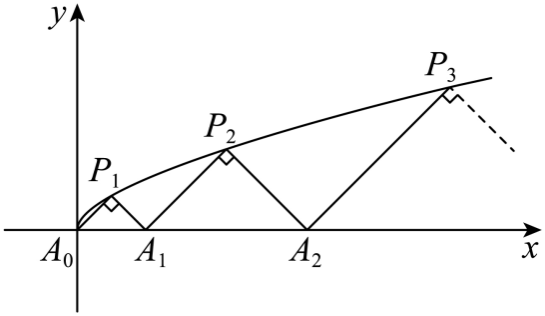 y
P₃
P₂
P₁
A₀ A₁ A₂ x